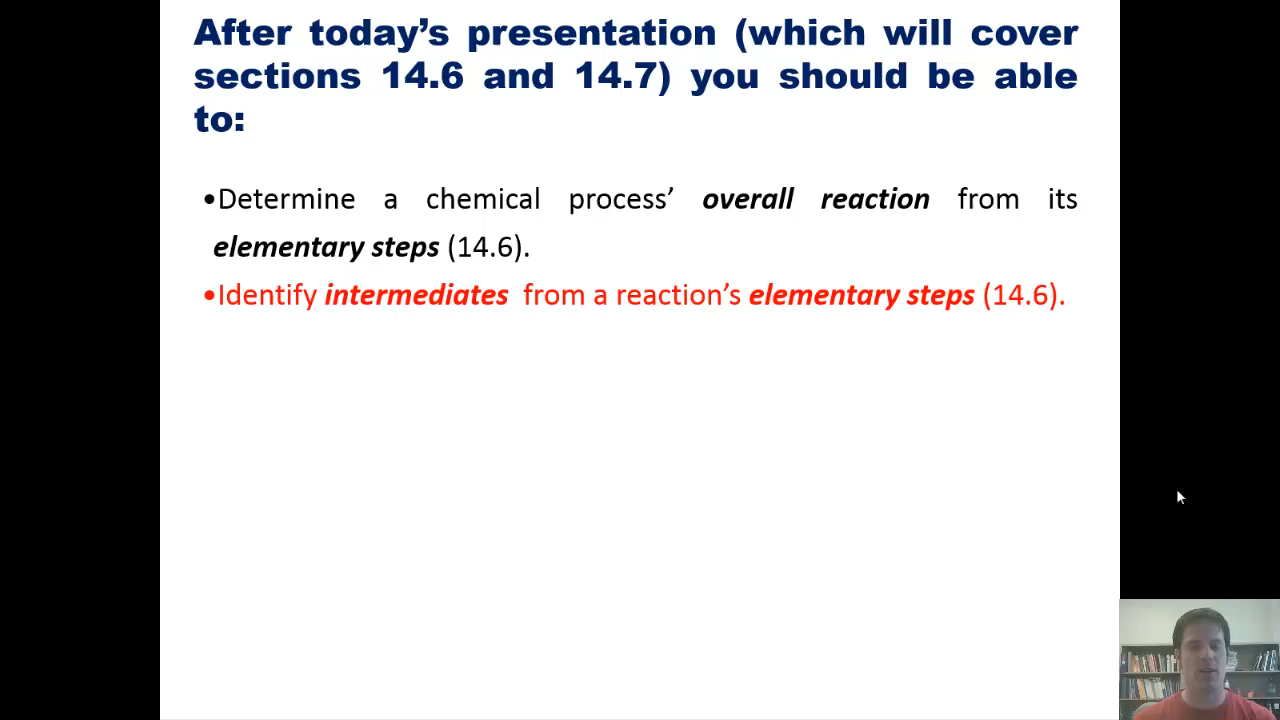 After today’s presentation (which will cover
sections 14.6 and 14.7) you should be able
to:
•Determine a chemical process’ overall reaction from its
elementary steps (14.6).
•Identify intermediates from a reaction’s elementary steps (14.6).